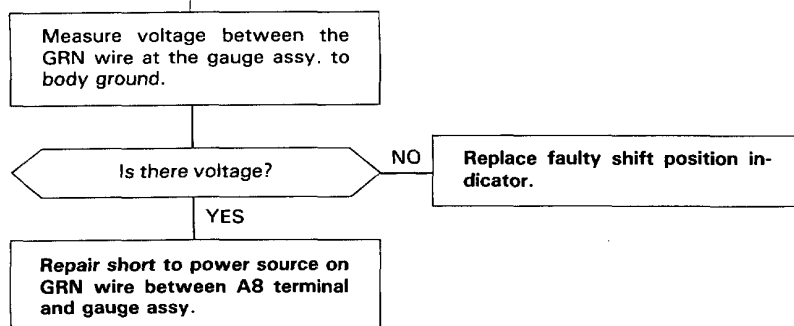 Measure voltage between the
GRN wire at the gauge assy. to
body ground.
Is there voltage?
NO
Replace faulty shift position in-
dicator.
YES
Repair short to power source on
GRN wire between A8 terminal
and gauge assy.